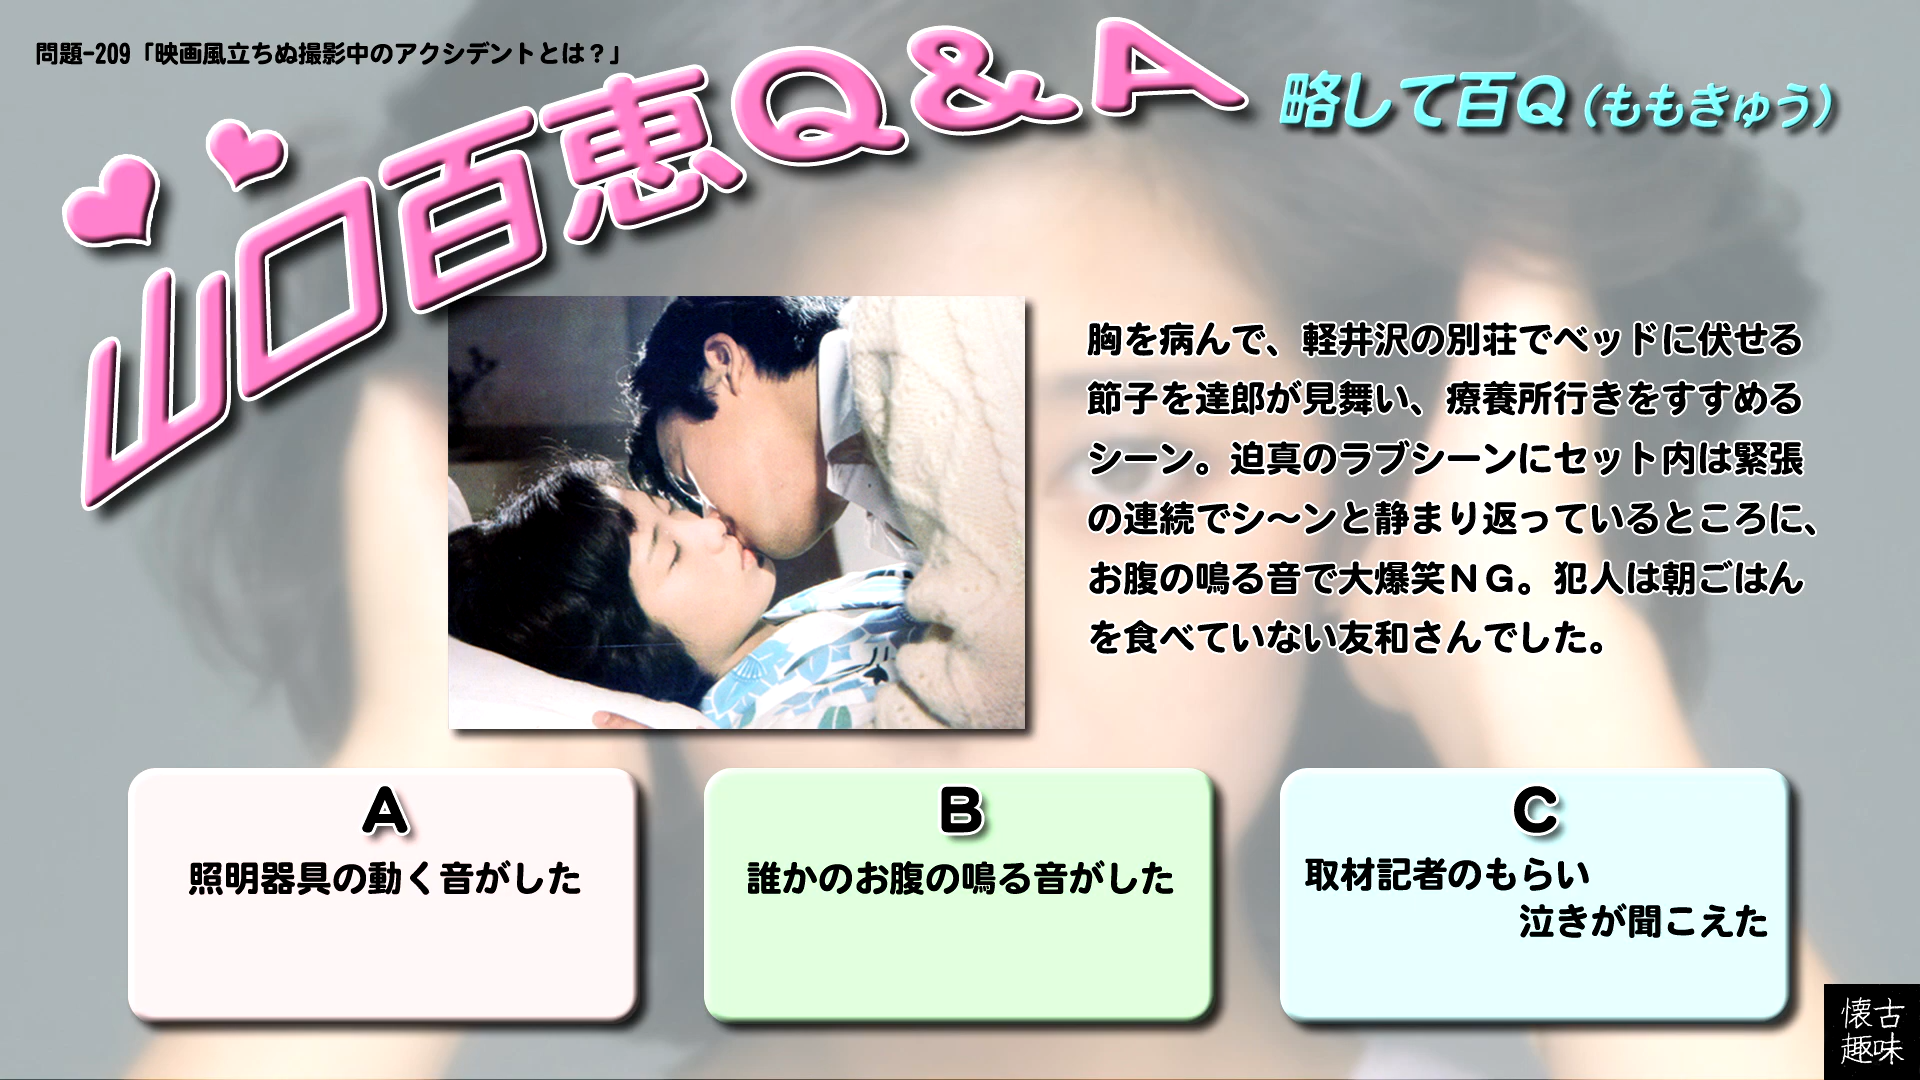 問題-209「映画風立ちぬ撮影中のアクシデントとは？」
山口百恵Q&A
略して百Q（ももきゅう）
胸を病んで、軽井沢の別荘でベッドに伏せる
節子を達郎が見舞い、療養所行きをすすめる
シーン。迫真のラブシーンにセット内は緊張
の連続でシ～ンと静まり返っているところに、
お腹の鳴る音で大爆笑ＮＧ。犯人は朝ごはん
を食べていない友和さんでした。
A
照明器具の動く音がした
B
誰かのお腹の鳴る音がした
C
取材記者のもらい
泣きが聞こえた
懐古
趣味